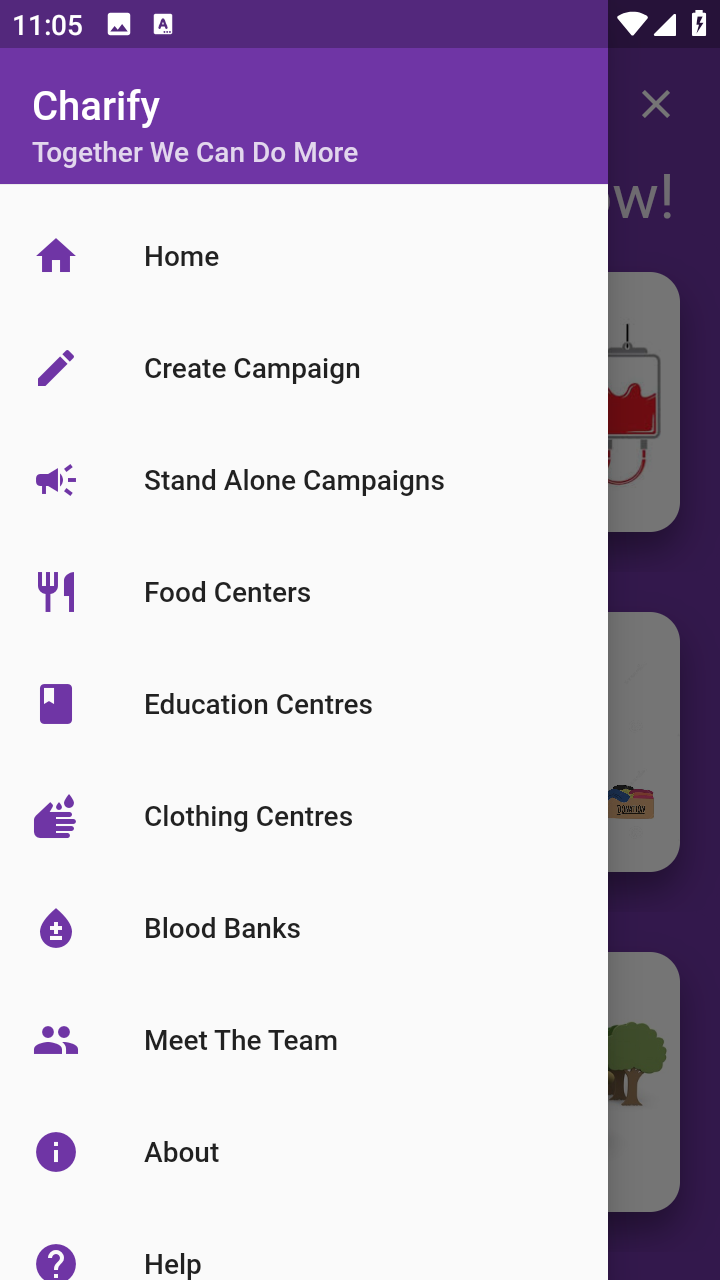 11:05
Charify
Together We Can Do More
ow!
Home
Create Campaign
Stand Alone Campaigns
Food Centers
Education Centres
Clothing Centres
DONATION
Blood Banks
Meet The Team
About
Help